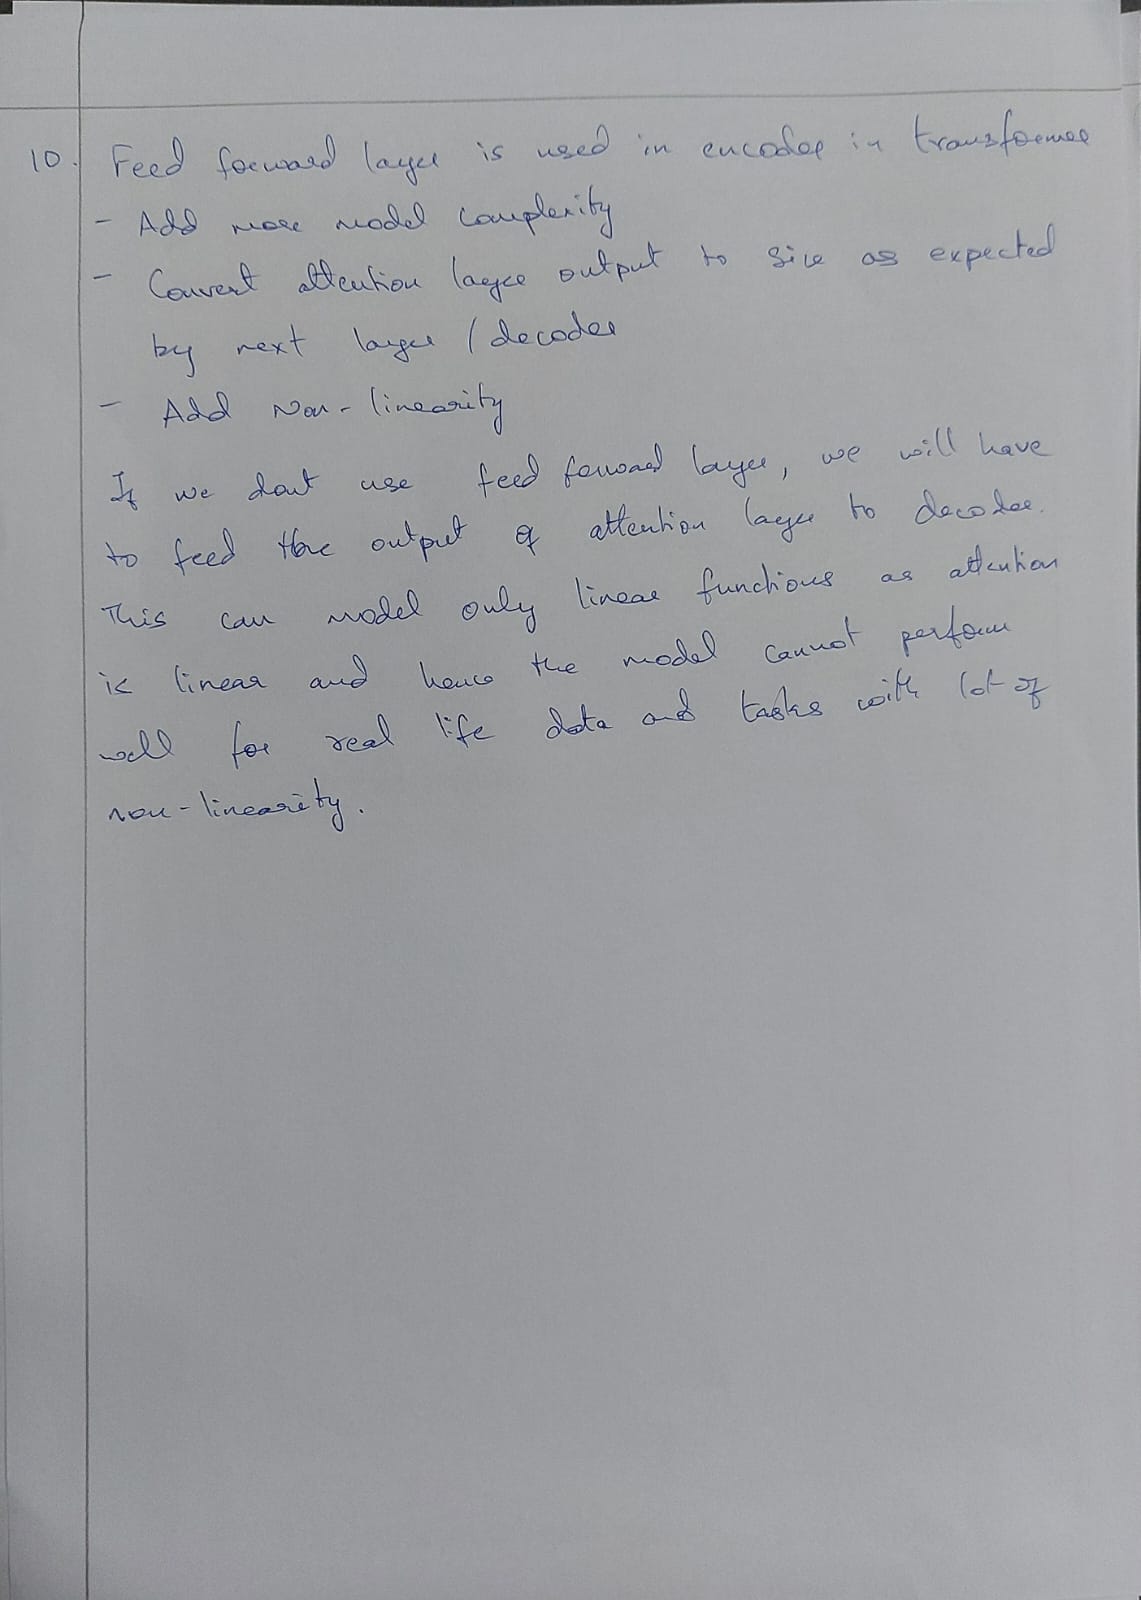 10. Feed forward layer is used in encoder in transformer
- Add more model complexity
- Convert attention layer output to size as expected
by next layer / decoder
- Add Non-linearity
If we dont use feed forward layer, we will have
to feed the output of attention layer to decoder.
This can model only linear functions as attention
is linear and hence the model cannot perform
well for real life data and tasks with lot of
non-linearity.